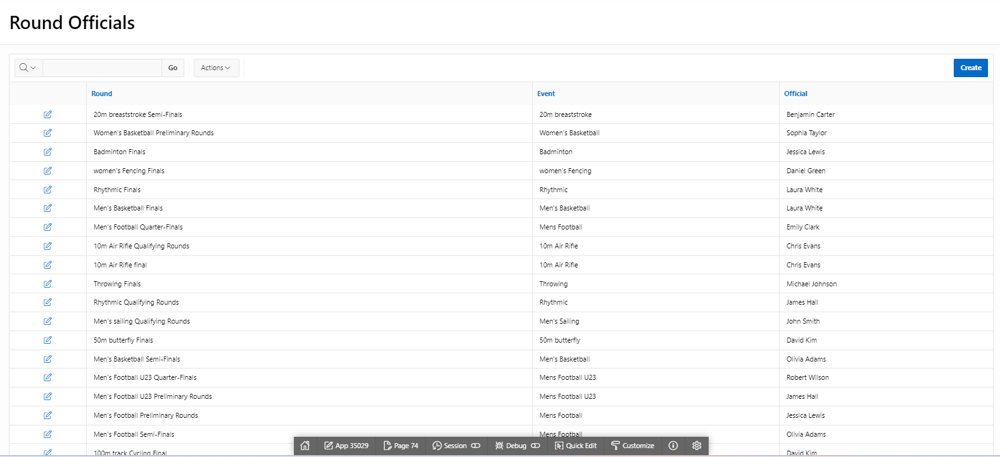 Round Officials
Go Actions Create
Round Event Official
20m breaststroke Semi-Finals 20m breaststroke Benjamin Carter
Women's Basketball Preliminary Rounds Women's Basketball Sophia Taylor
Badminton Finals Badminton Jessica Lewis
women's Fencing Finals women's Fencing Daniel Green
Rhythmic Finals Rhythmic Laura White
Men's Basketball Finals Men's Basketball Laura White
Men's Football Quarter-Finals Mens Football Emily Clark
10m Air Rifle Qualifying Rounds 10m Air Rifle Chris Evans
10m Air Rifle final 10m Air Rifle Chris Evans
Throwing Finals Throwing Michael Johnson
Rhythmic Qualifying Rounds Rhythmic James Hall
Men's sailing Qualifying Rounds Men's Sailing John Smith
50m butterfly Finals 50m butterfly David Kim
Men's Basketball Semi-Finals Men's Basketball Olivia Adams
Men's Football U23 Quarter-Finals Mens Football U23 Robert Wilson
Men's Football U23 Preliminary Rounds Mens Football U23 James Hall
Men's Football Preliminary Rounds Mens Football Jessica Lewis
Men's Football Semi-Finals Mens Football Olivia Adams
App 35029 Page 74 Session Debug Quick Edit Customize
100m track Cycling Final David Kim